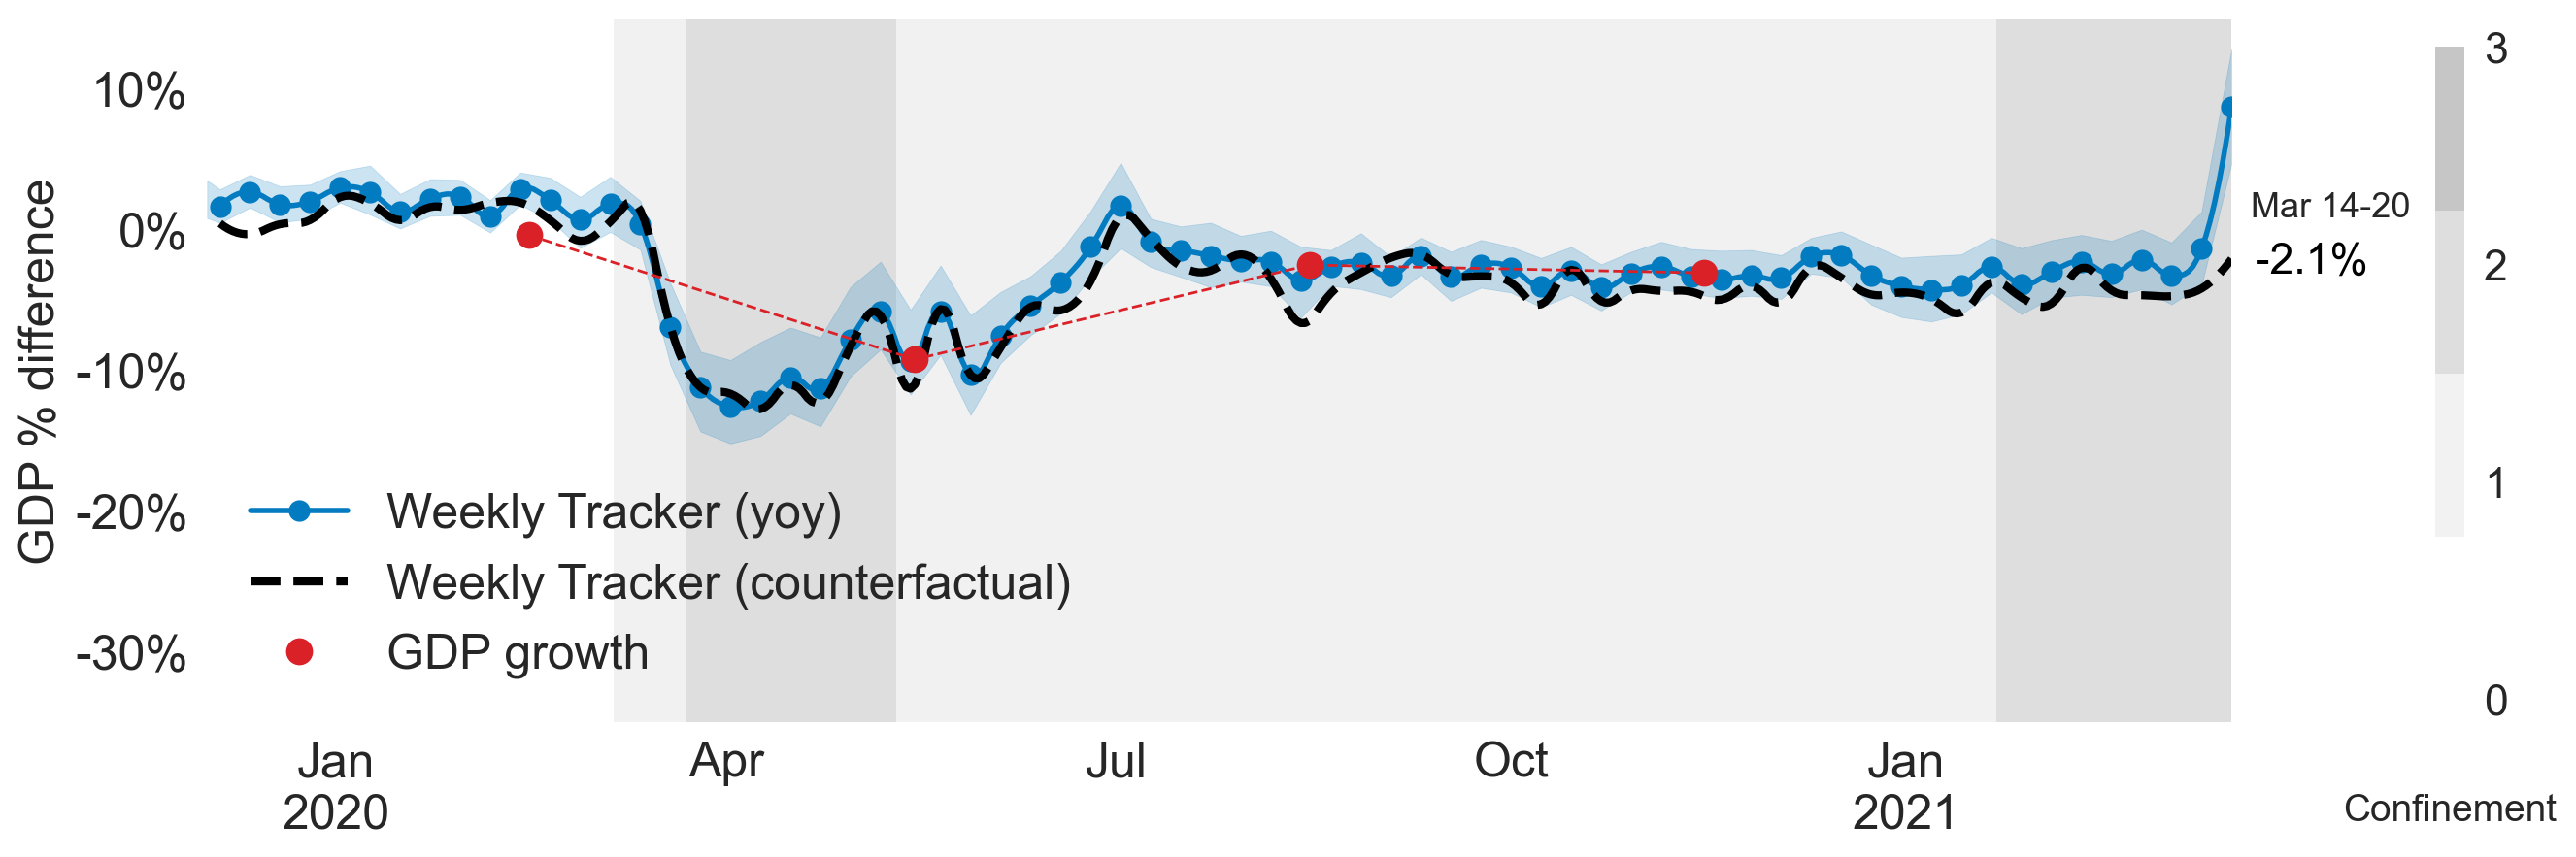 GDP % difference
10%
0%
-10%
-20%
-30%
Weekly Tracker (yoy)
Weekly Tracker (counterfactual)
GDP growth
Jan
2020
Apr
Jul
Oct
Jan
2021
Mar 14-20
-2.1%
3
2
1
0
Confinement